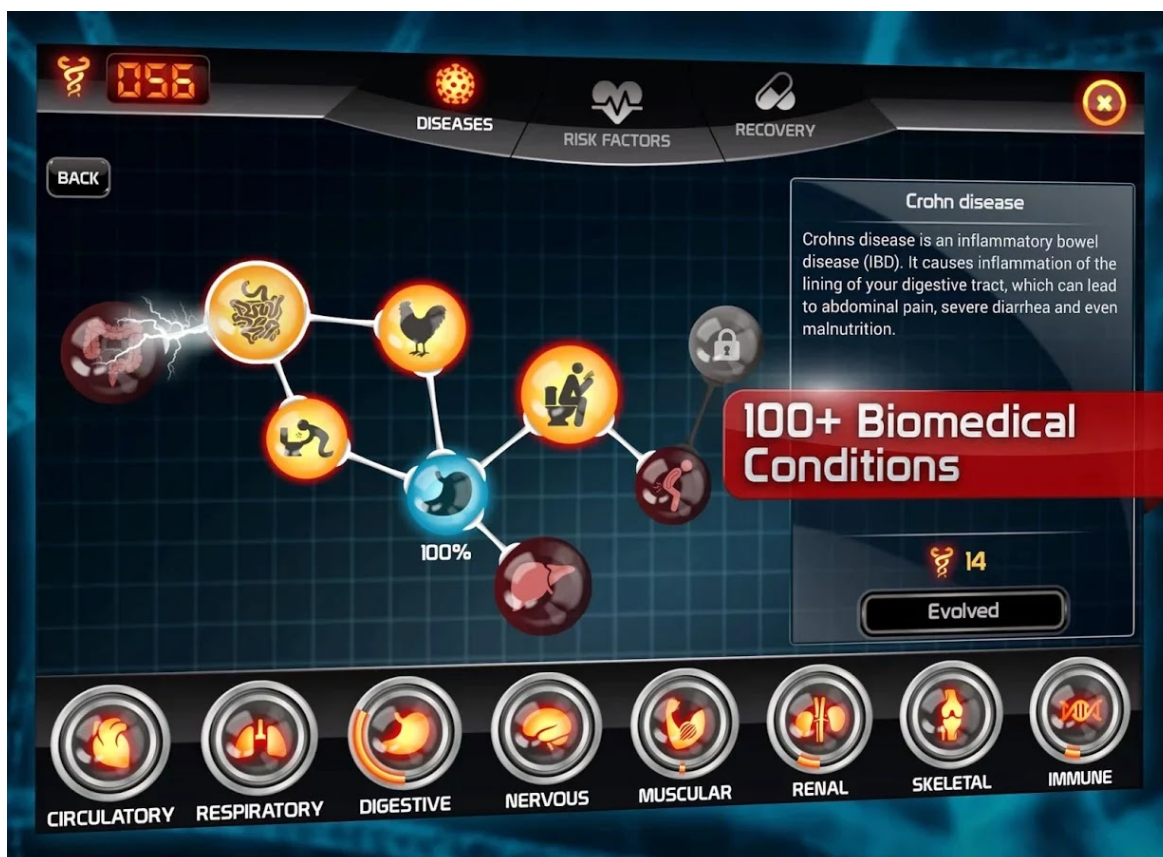 056
DISEASES
RISK FACTORS
RECOVERY
BACK
Crohn disease
Crohns disease is an inflammatory bowel
disease (IBD). It causes inflammation of the
lining of your digestive tract, which can lead
to abdominal pain, severe diarrhea and even
malnutrition.
100+ Biomedical
Conditions
100%
14
Evolved
CIRCULATORY
RESPIRATORY
DIGESTIVE
NERVOUS
MUSCULAR
RENAL
SKELETAL
IMMUNE